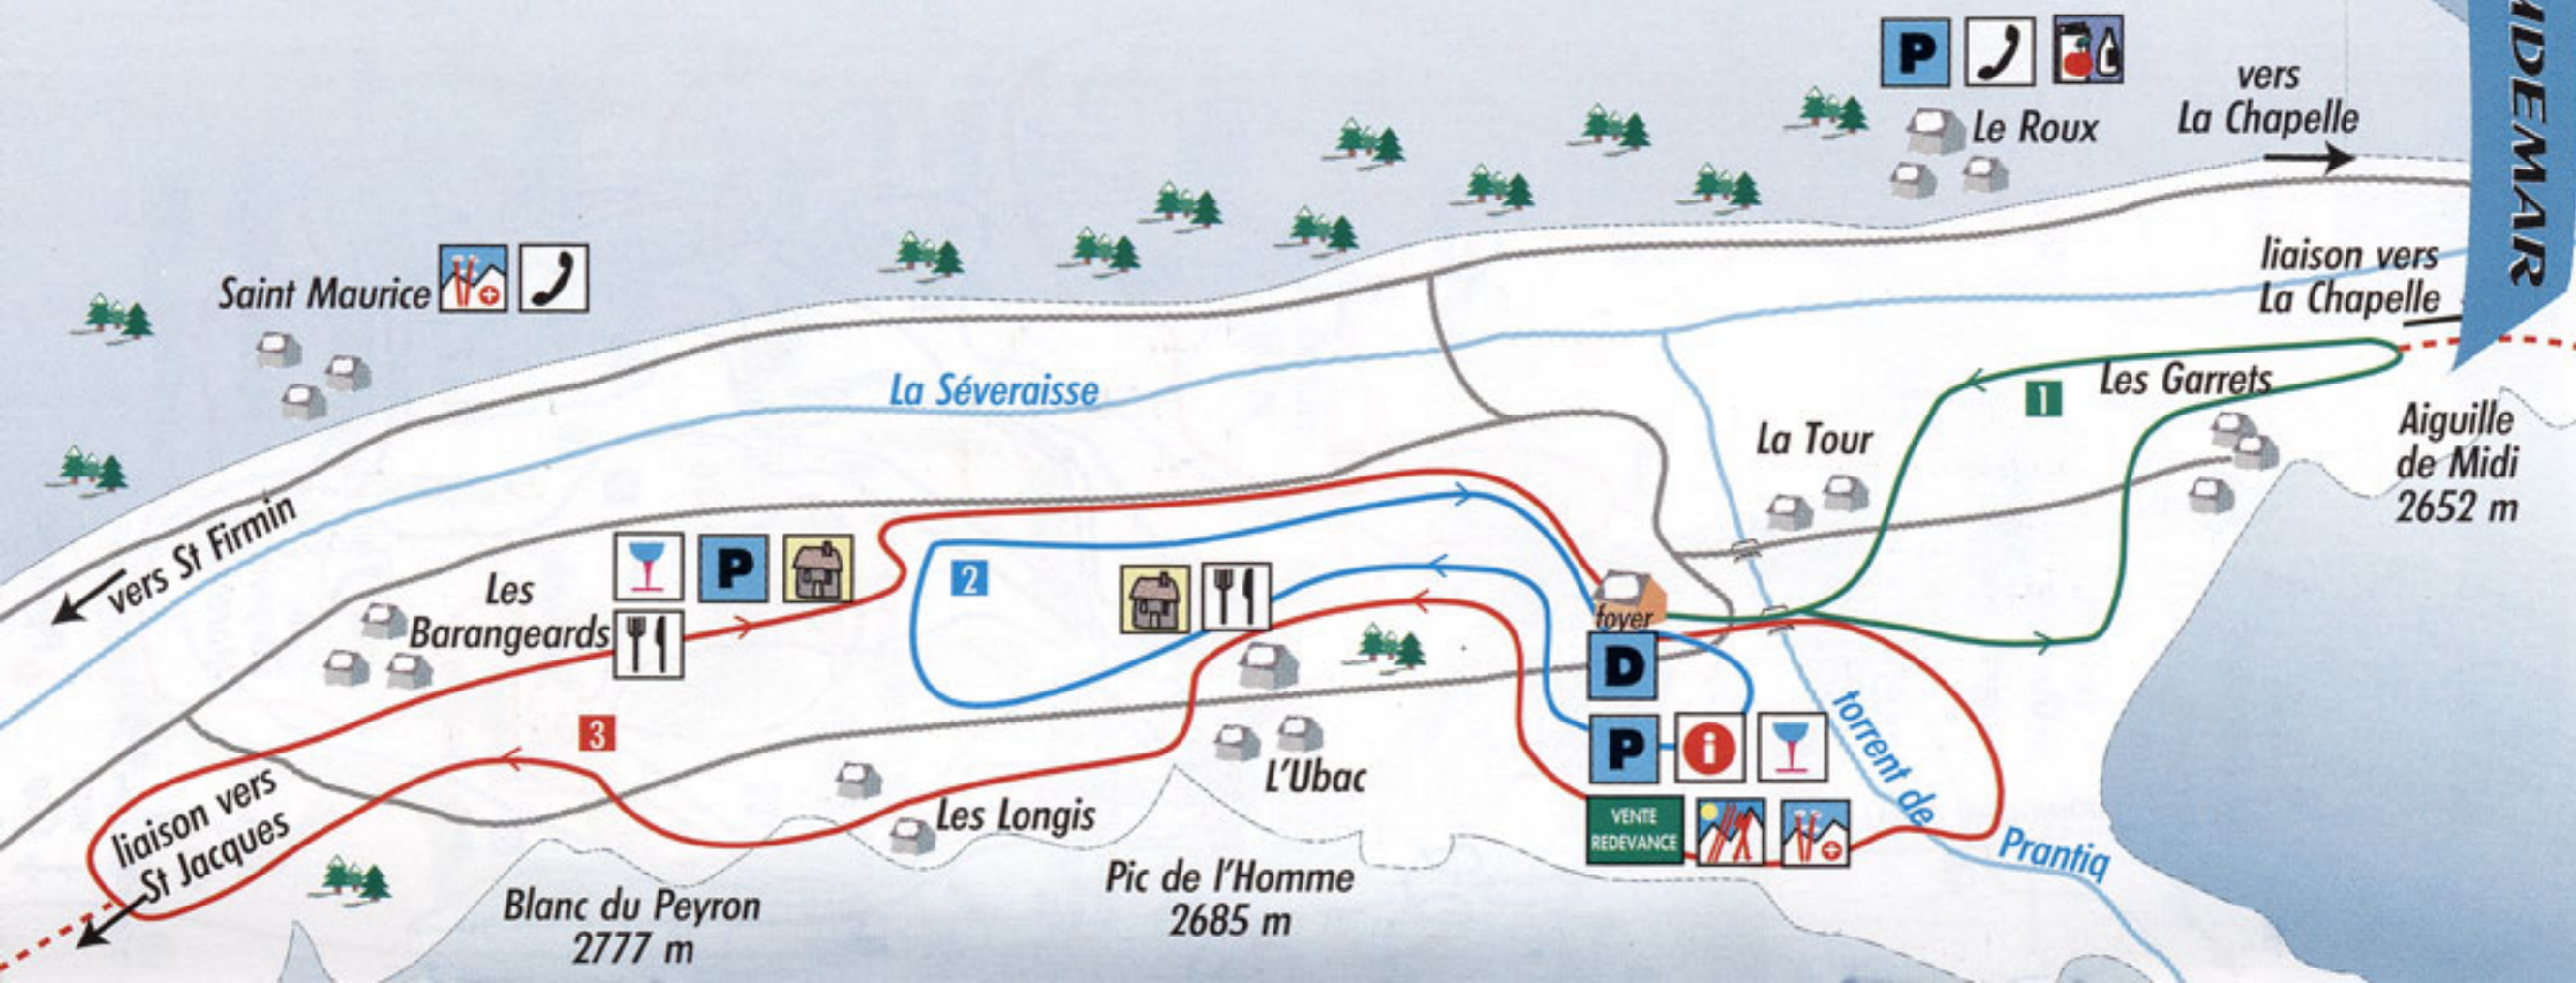 IDEMAR
P
Le Roux
vers
La Chapelle
liaison vers
La Chapelle
Saint Maurice
La Séveraisse
1
Les Garrets
Aiguille
de Midi
2652 m
La Tour
vers St Firmin
P
2
Les
Barangeards
foyer
D
3
P
i
torrent de
Prantiq
L'Ubac
liaison vers
St Jacques
Les Longis
VENTE
REDEVANCE
Blanc du Peyron
2777 m
Pic de l'Homme
2685 m